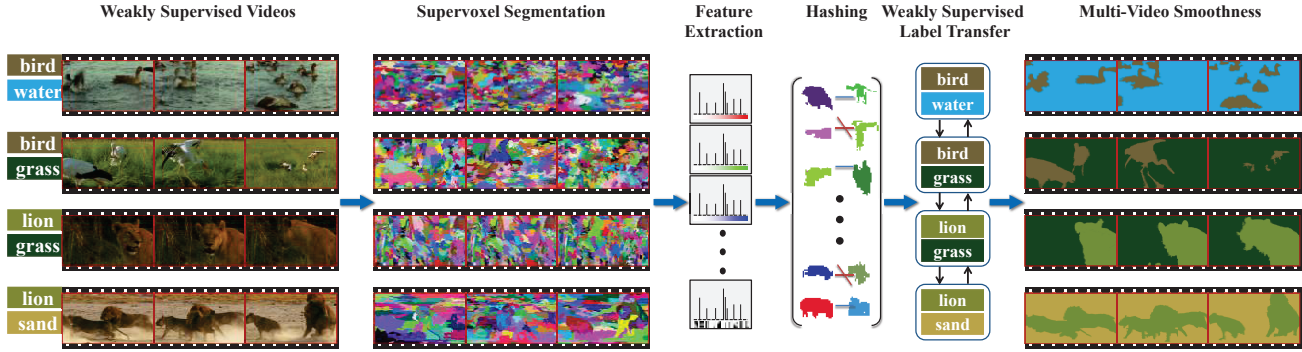 Weakly Supervised Videos
Supervoxel Segmentation
Feature
Extraction
Hashing
Weakly Supervised
Label Transfer
Multi-Video Smoothness
bird
water
bird
grass
lion
grass
lion
sand
bird
water
bird
grass
lion
grass
lion
sand